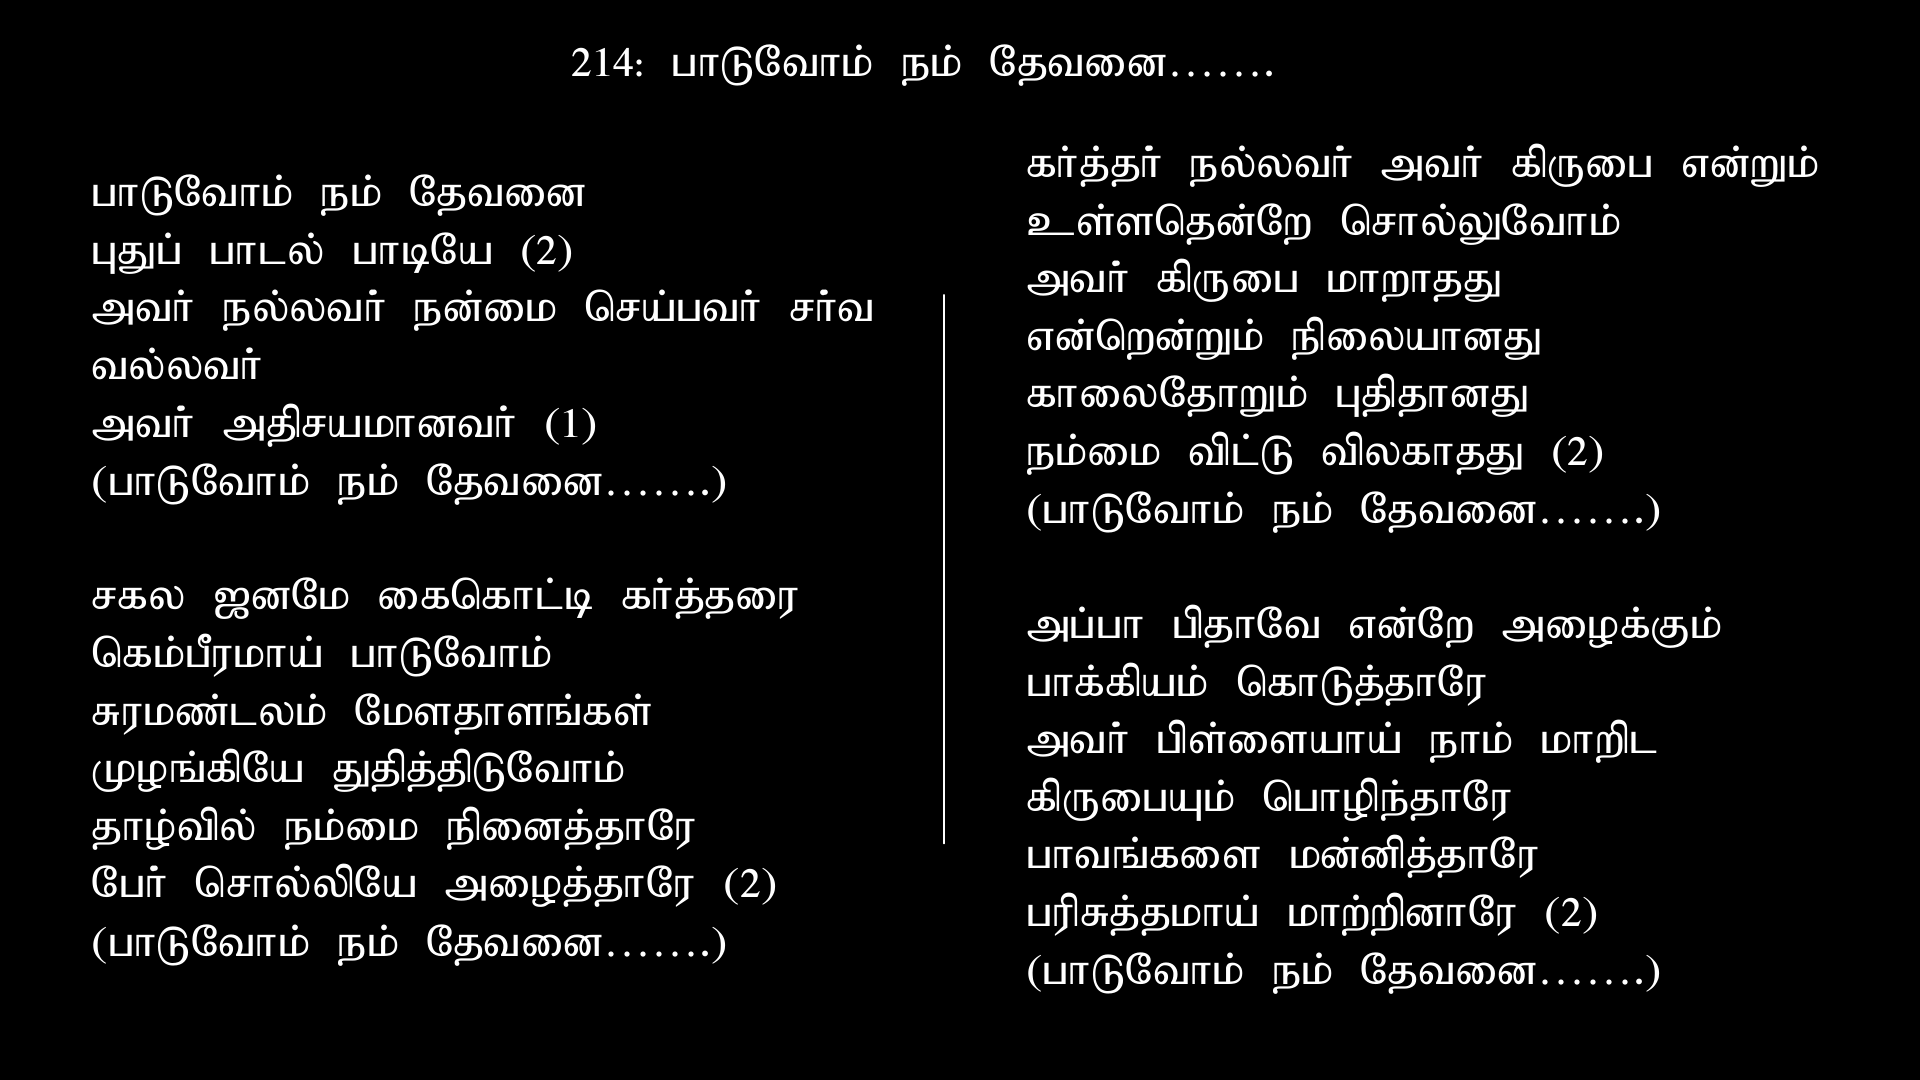 214: பாடுவோம் நம் தேவனை…….
பாடுவோம் நம் தேவனை
புதுப் பாடல் பாடியே (2)
அவர் நல்லவர் நன்மை செய்பவர் சர்வ
வல்லவர்
அவர் அதிசயமானவர் (1)
(பாடுவோம் நம் தேவனை…….)
சகல ஜனமே கைகொட்டி கர்த்தரை
கெம்பீரமாய் பாடுவோம்
சுரமண்டலம் மேளதாளங்கள்
முழங்கியே துதித்திடுவோம்
தாழ்வில் நம்மை நினைத்தாரே
பேர் சொல்லியே அழைத்தாரே (2)
(பாடுவோம் நம் தேவனை…….)
கர்த்தர் நல்லவர் அவர் கிருபை என்றும்
உள்ளதென்றே சொல்லுவோம்
அவர் கிருபை மாறாதது
என்றென்றும் நிலையானது
காலைதோறும் புதிதானது
நம்மை விட்டு விலகாதது (2)
(பாடுவோம் நம் தேவனை…….)
அப்பா பிதாவே என்றே அழைக்கும்
பாக்கியம் கொடுத்தாரே
அவர் பிள்ளையாய் நாம் மாறிட
கிருபையும் பொழிந்தாரே
பாவங்களை மன்னித்தாரே
பரிசுத்தமாய் மாற்றினாரே (2)
(பாடுவோம் நம் தேவனை…….)